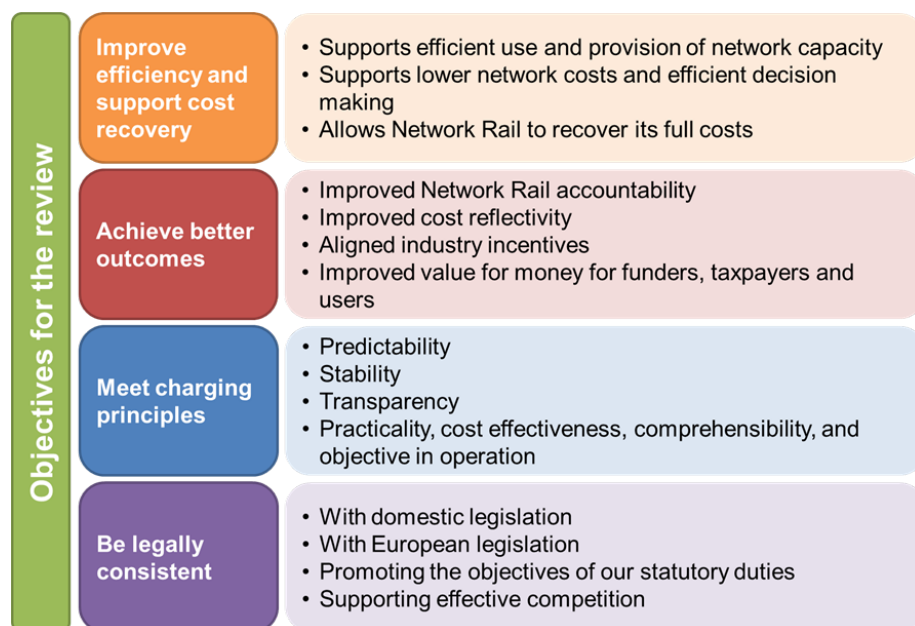 Objectives for the review
Improve
efficiency and
support cost
recovery
• Supports efficient use and provision of network capacity
• Supports lower network costs and efficient decision
making
• Allows Network Rail to recover its full costs
Achieve better
outcomes
• Improved Network Rail accountability
• Improved cost reflectivity
• Aligned industry incentives
• Improved value for money for funders, taxpayers and
users
Meet charging
principles
• Predictability
• Stability
• Transparency
• Practicality, cost effectiveness, comprehensibility, and
objective in operation
Be legally
consistent
• With domestic legislation
• With European legislation
• Promoting the objectives of our statutory duties
• Supporting effective competition